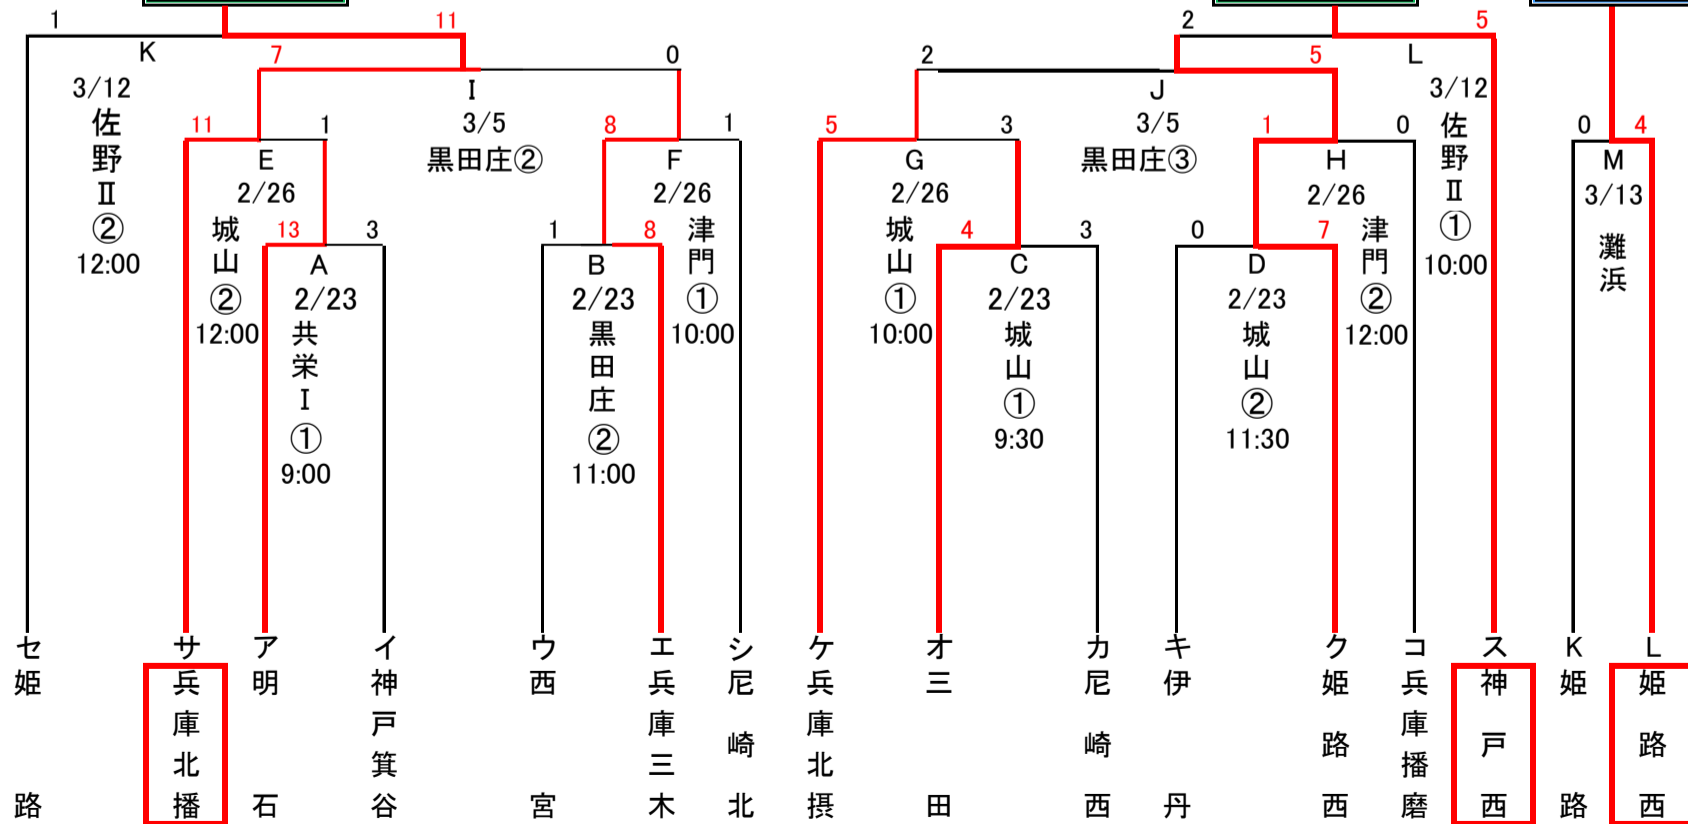 1 11 2 5
K L
7 0 2 5
I J
3/12 3/12
佐野Ⅱ② 佐野Ⅱ①
12:00 10:00
3/5 3/5
黒田庄② 黒田庄③
11 1 8 1 5 3 1 0 0 4
E F G H M
2/26 2/26 2/26 2/26 3/13
城山② 津門① 城山① 津門② 灘浜
12:00 10:00 10:00 12:00
13 3 1 8 4 3 0 7
A B C D
2/23 2/23 2/23 2/23
共栄Ⅰ① 黒田庄② 城山① 城山②
9:00 11:00 9:30 11:30
セ 姫路
サ 兵庫北播
ア 明石
イ 神戸箕谷
ウ 西宮
エ 兵庫三木
シ 尼崎北
ケ 兵庫北摂
オ 三田
カ 尼崎西
キ 伊丹
ク 姫路西
コ 兵庫播磨
ス 神戸西
K 姫路
L 姫路西